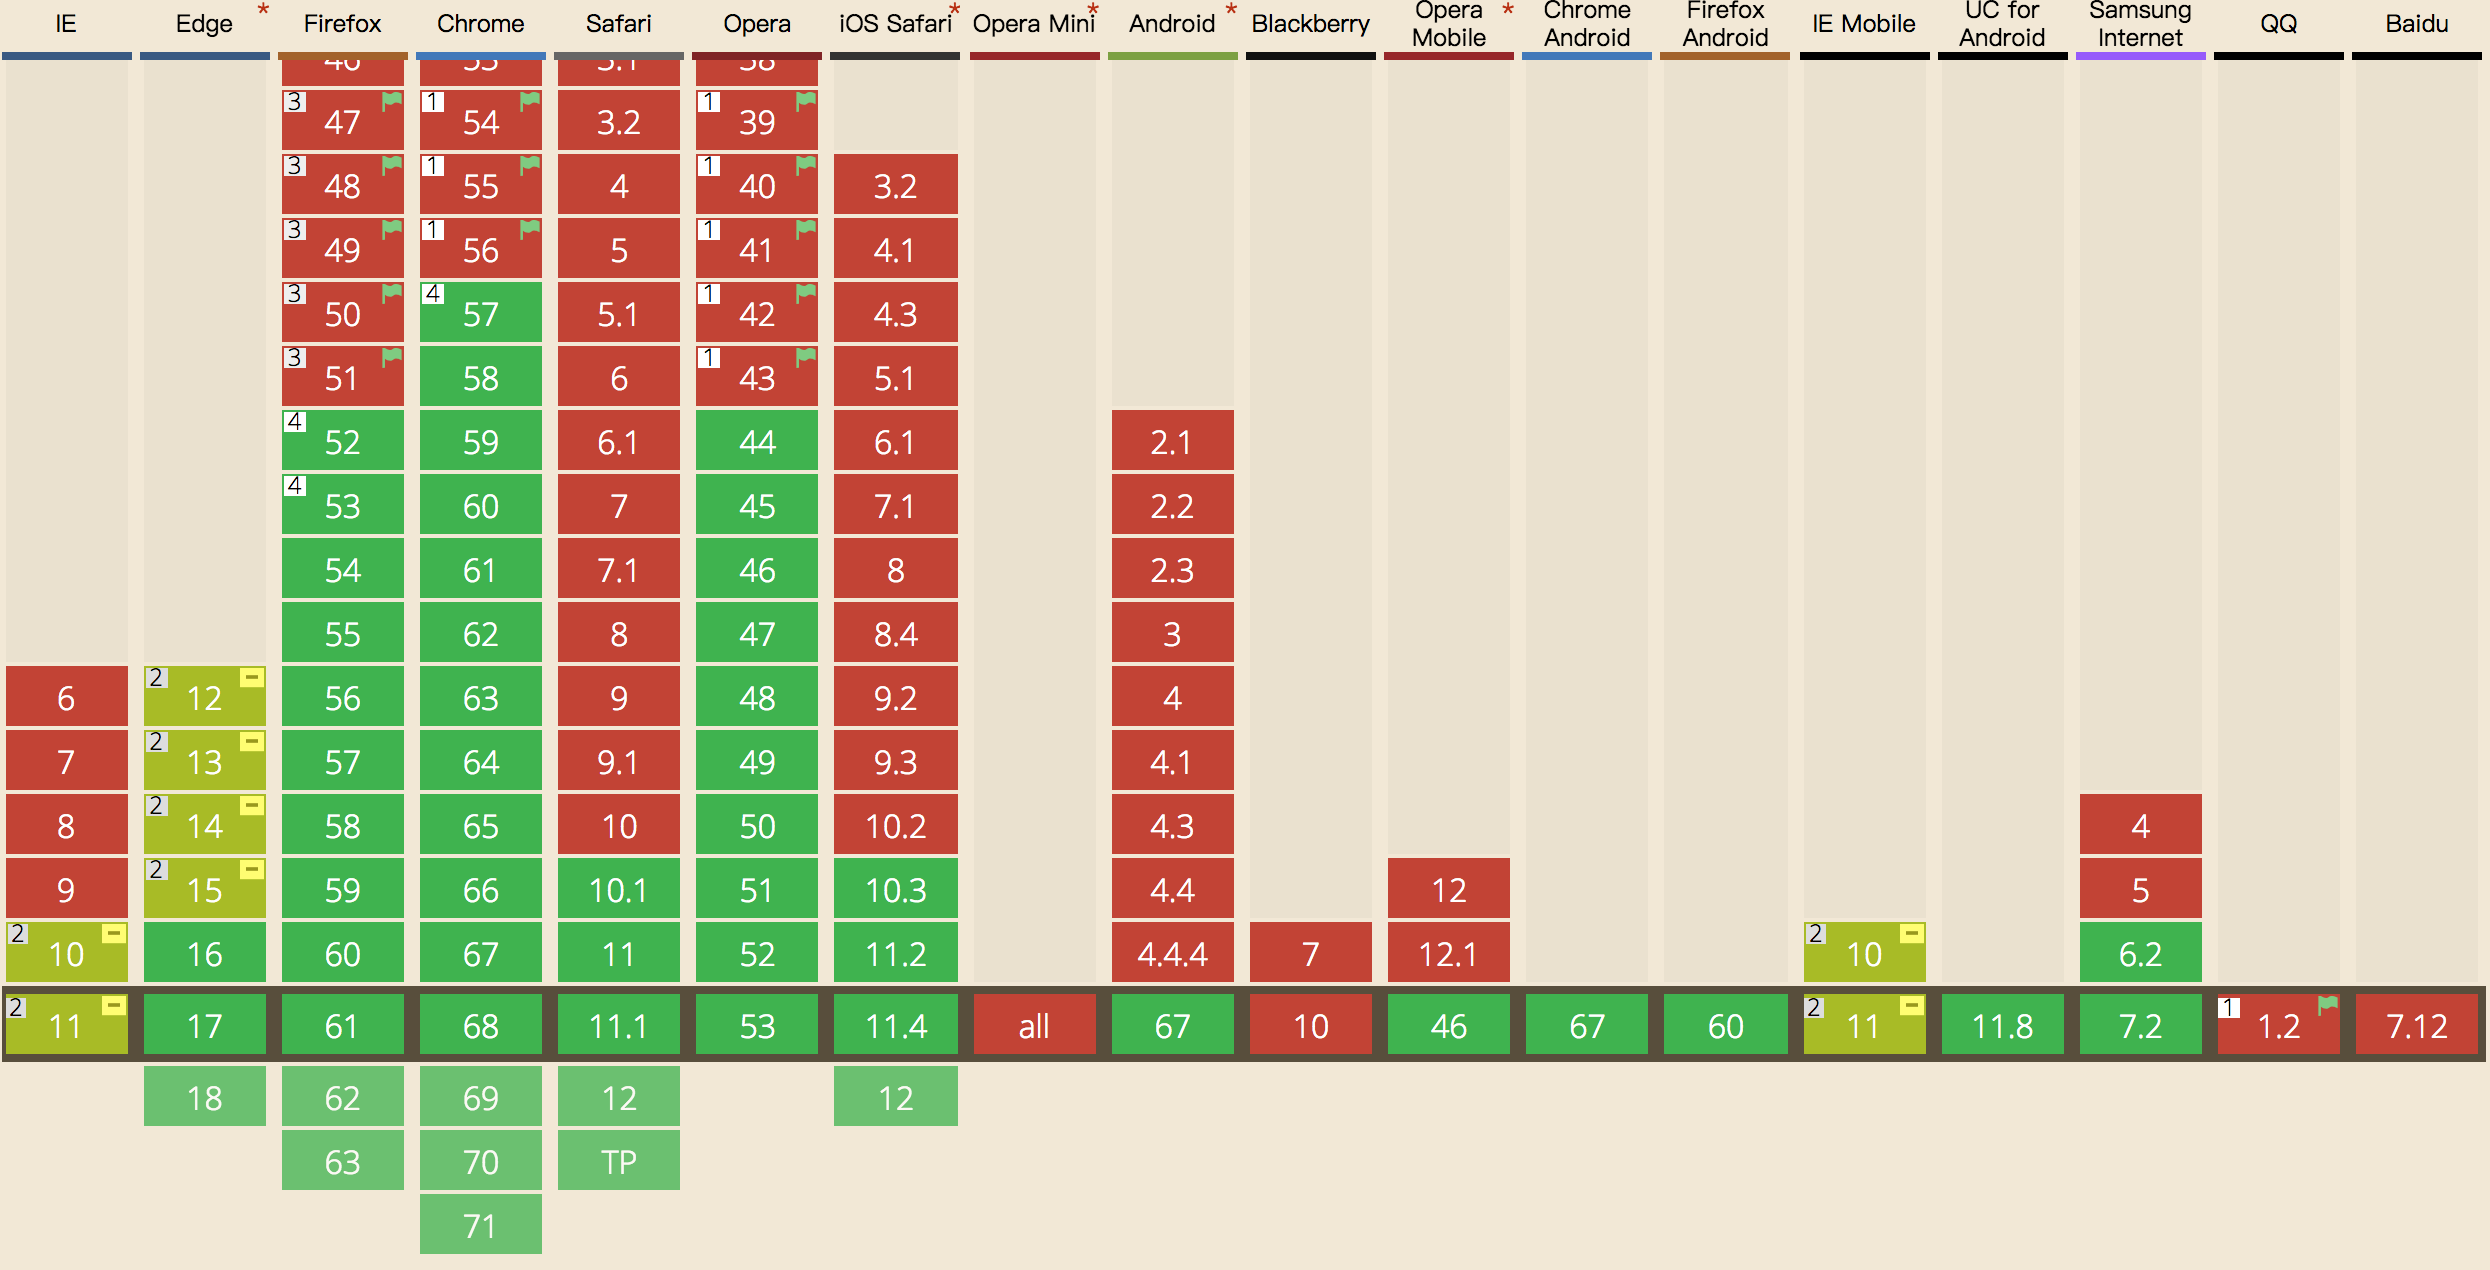 IE Edge * Firefox Chrome Safari Opera iOS Safari * Opera Mini * Android * Blackberry Opera Mobile * Chrome Android Firefox Android IE Mobile UC for Android Samsung Internet QQ Baidu
46 53 3.1 38
3 47 1 54 3.2 1 39
3 48 1 55 4 1 40 3.2
3 49 1 56 5 1 41 4.1
3 50 4 57 5.1 1 42 4.3
3 51 58 6 1 43 5.1
4 52 59 6.1 44 6.1 2.1
4 53 60 7 45 7.1 2.2
54 61 7.1 46 8 2.3
55 62 8 47 8.4 3
6 2 12 56 63 9 48 9.2 4
7 2 13 57 64 9.1 49 9.3 4.1
8 2 14 58 65 10 50 10.2 4.3 4
9 2 15 59 66 10.1 51 10.3 4.4 12 5
2 10 16 60 67 11 52 11.2 4.4.4 7 12.1 2 10 6.2
2 11 17 61 68 11.1 53 11.4 all 67 10 46 67 60 2 11 11.8 7.2 1 1.2 7.12
18 62 69 12 12
63 70 TP
71